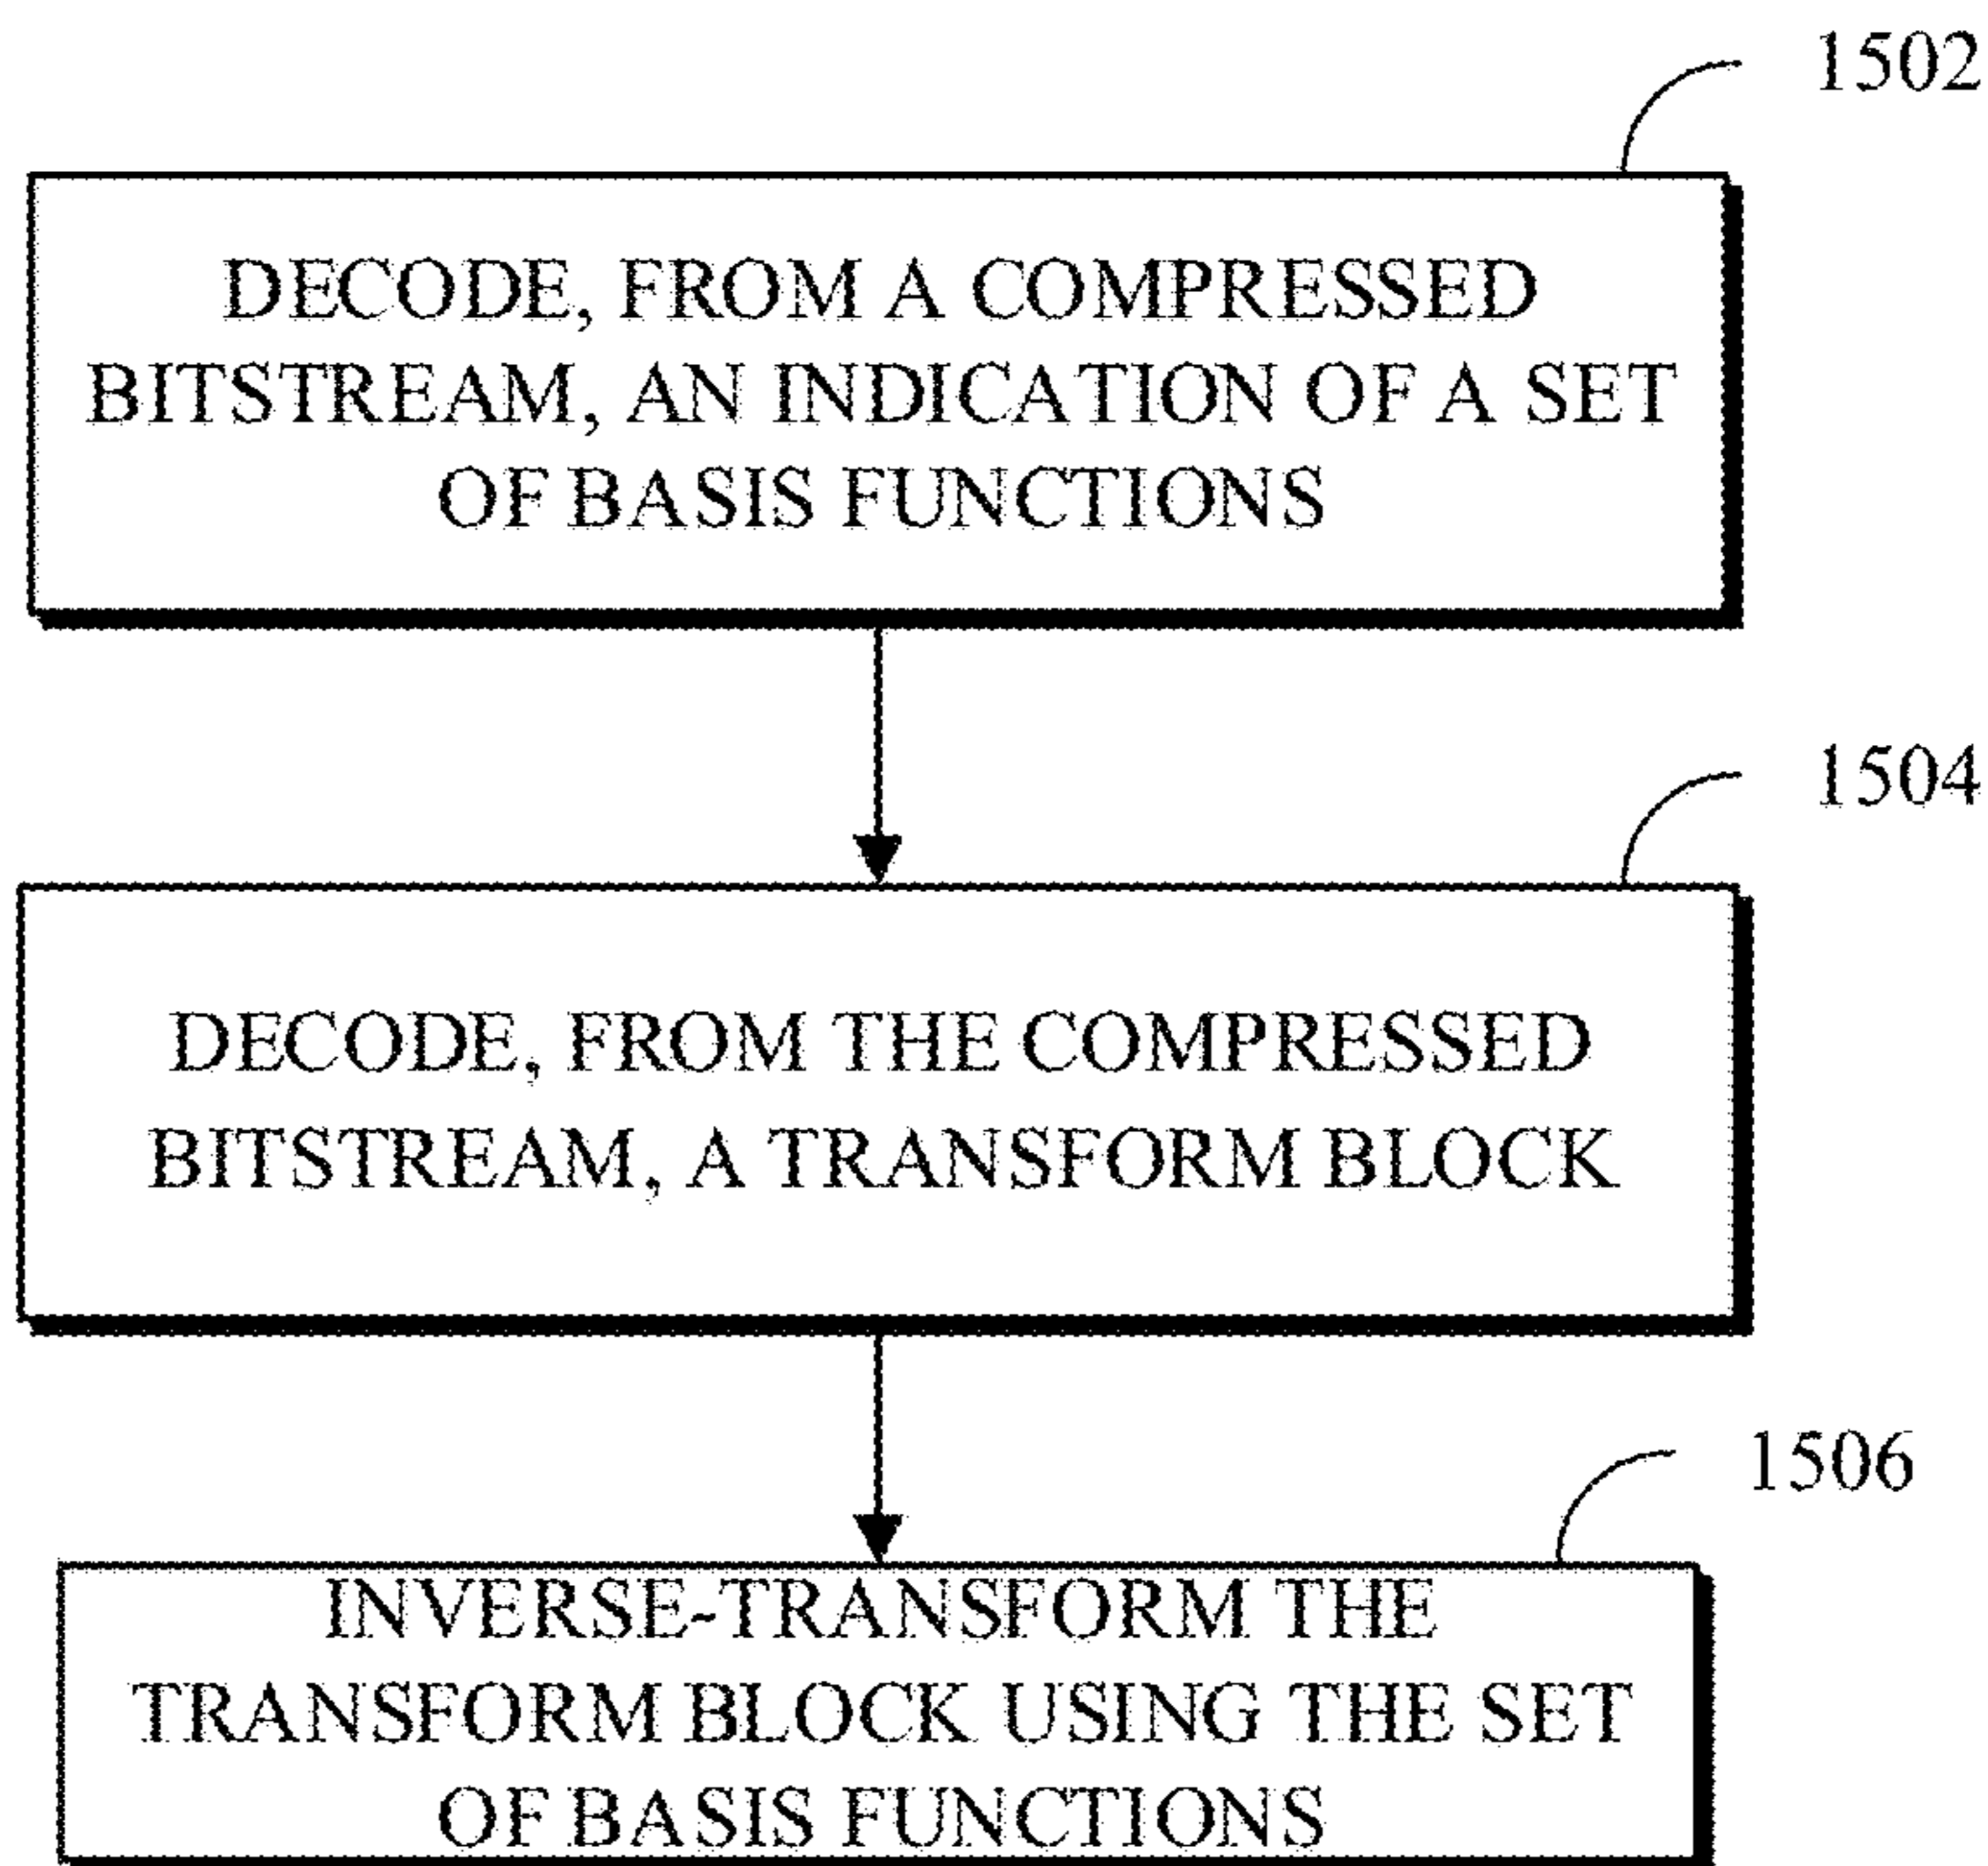 1502
DECODE, FROM A COMPRESSED
BITSTREAM, AN INDICATION OF A SET
OF BASIS FUNCTIONS
1504
DECODE, FROM THE COMPRESSED
BITSTREAM, A TRANSFORM BLOCK
1506
INVERSE-TRANSFORM THE
TRANSFORM BLOCK USING THE SET
OF BASIS FUNCTIONS